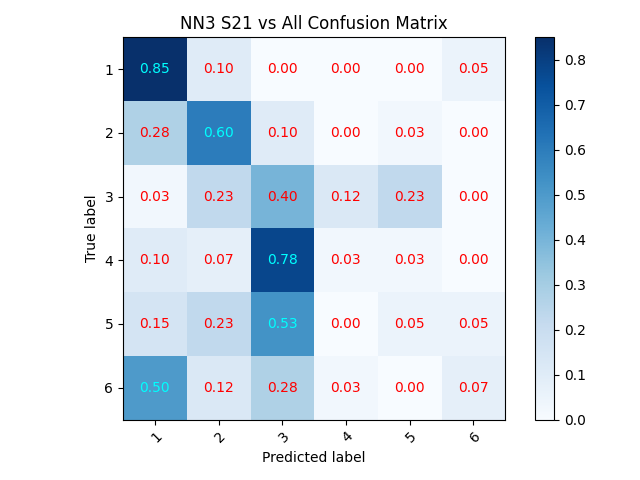 NN3 S21 vs All Confusion Matrix
1 0.85 0.10 0.00 0.00 0.00 0.05
2 0.28 0.60 0.10 0.00 0.03 0.00
3 0.03 0.23 0.40 0.12 0.23 0.00
4 0.10 0.07 0.78 0.03 0.03 0.00
5 0.15 0.23 0.53 0.00 0.05 0.05
6 0.50 0.12 0.28 0.03 0.00 0.07
True label
1 2 3 4 5 6
Predicted label
0.8
0.7
0.6
0.5
0.4
0.3
0.2
0.1
0.0